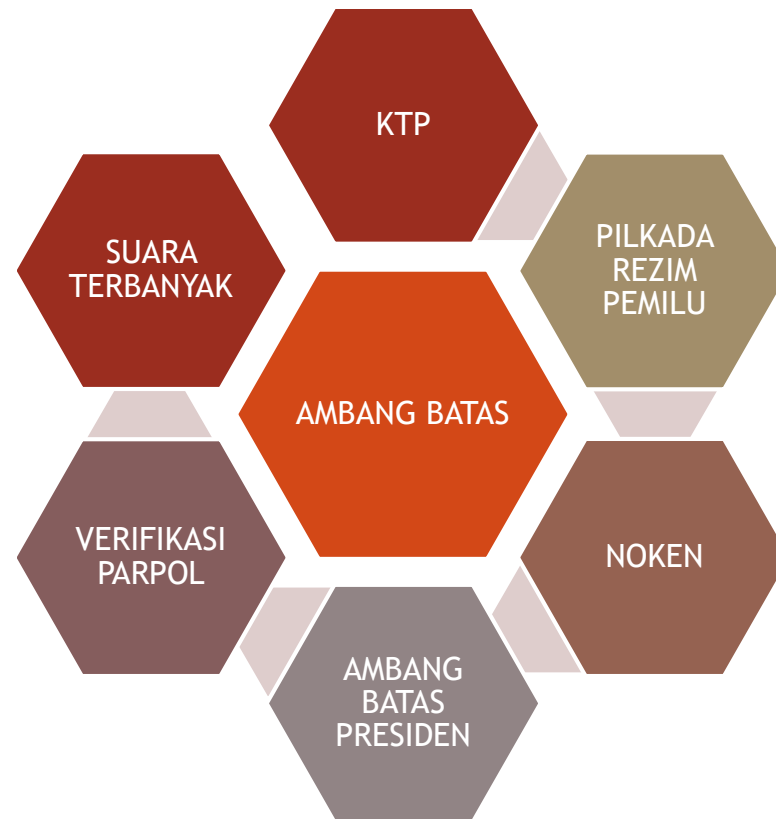 KTP
PILKADA
REZIM
PEMILU
SUARA
TERBANYAK
AMBANG BATAS
VERIFIKASI
PARPOL
NOKEN
AMBANG
BATAS
PRESIDEN